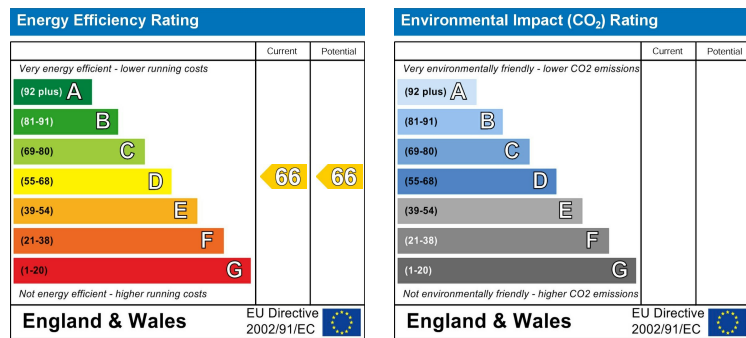 Energy Efficiency Rating
Current Potential
Very energy efficient - lower running costs
(92 plus) A
(81-91) B
(69-80) C
(55-68) D
66 66
(39-54) E
(21-38) F
(1-20) G
Not energy efficient - higher running costs
England & Wales
EU Directive
2002/91/EC
Environmental Impact (CO₂) Rating
Current Potential
Very environmentally friendly - lower CO2 emissions
(92 plus) A
(81-91) B
(69-80) C
(55-68) D
(39-54) E
(21-38) F
(1-20) G
Not environmentally friendly - higher CO2 emissions
England & Wales
EU Directive
2002/91/EC